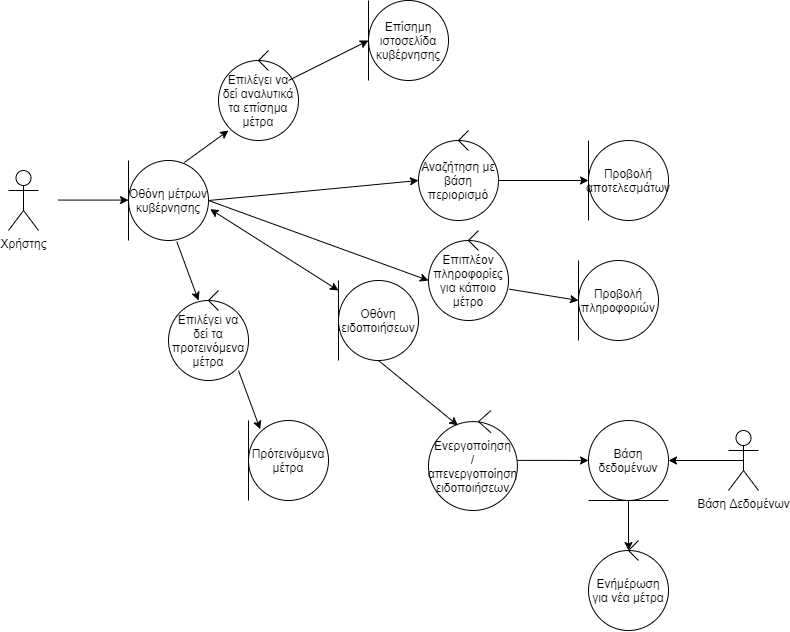 Επίσημη
ιστοσελίδα
κυβέρνησης
Επιλέγει να
δεί αναλυτικά
τα επίσημα
μέτρα
Οθόνη μέτρων
κυβέρνησης
Χρήστης
Αναζήτηση με
βάση
περιορισμό
Προβολή
αποτελεσμάτων
Επιπλέον
πληροφορίες
για κάποιο
μέτρο
Προβολή
πληροφοριών
Οθόνη
ειδοποιήσεων
Επιλέγει να
δεί τα
προτεινόμενα
μέτρα
Πρότεινόμενα
μέτρα
Ενεργοποίηση
/
απενεργοποίηση
ειδοποιήσεων
Βάση
δεδομένων
Βάση Δεδομένων
Ενήμέρωση
για νέα μέτρα